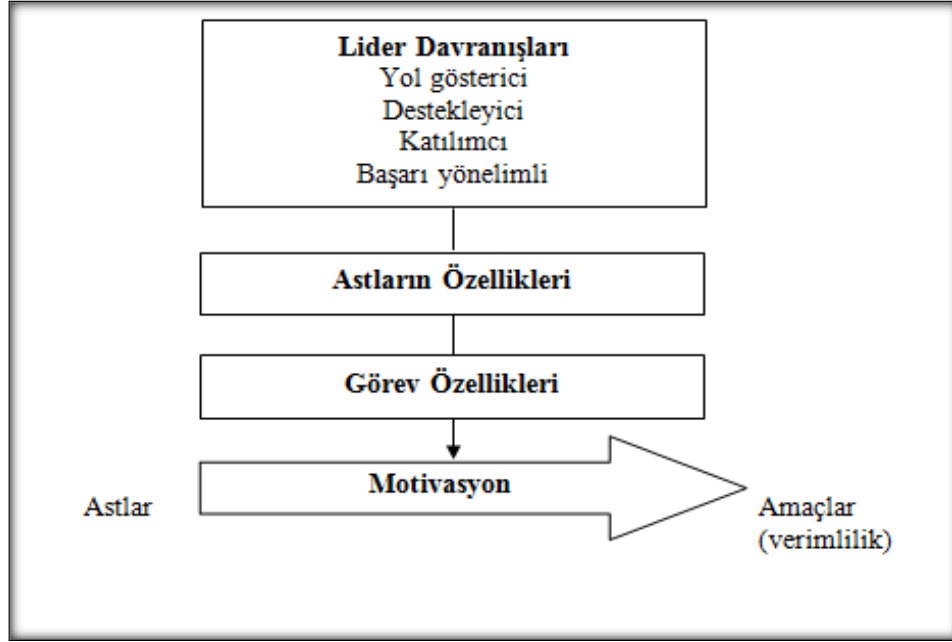 Lider Davranışları
Yol gösterici
Destekleyici
Katılımcı
Başarı yönelimli
Astların Özellikleri
Görev Özellikleri
Motivasyon
Astlar
Amaçlar
(verimlilik)